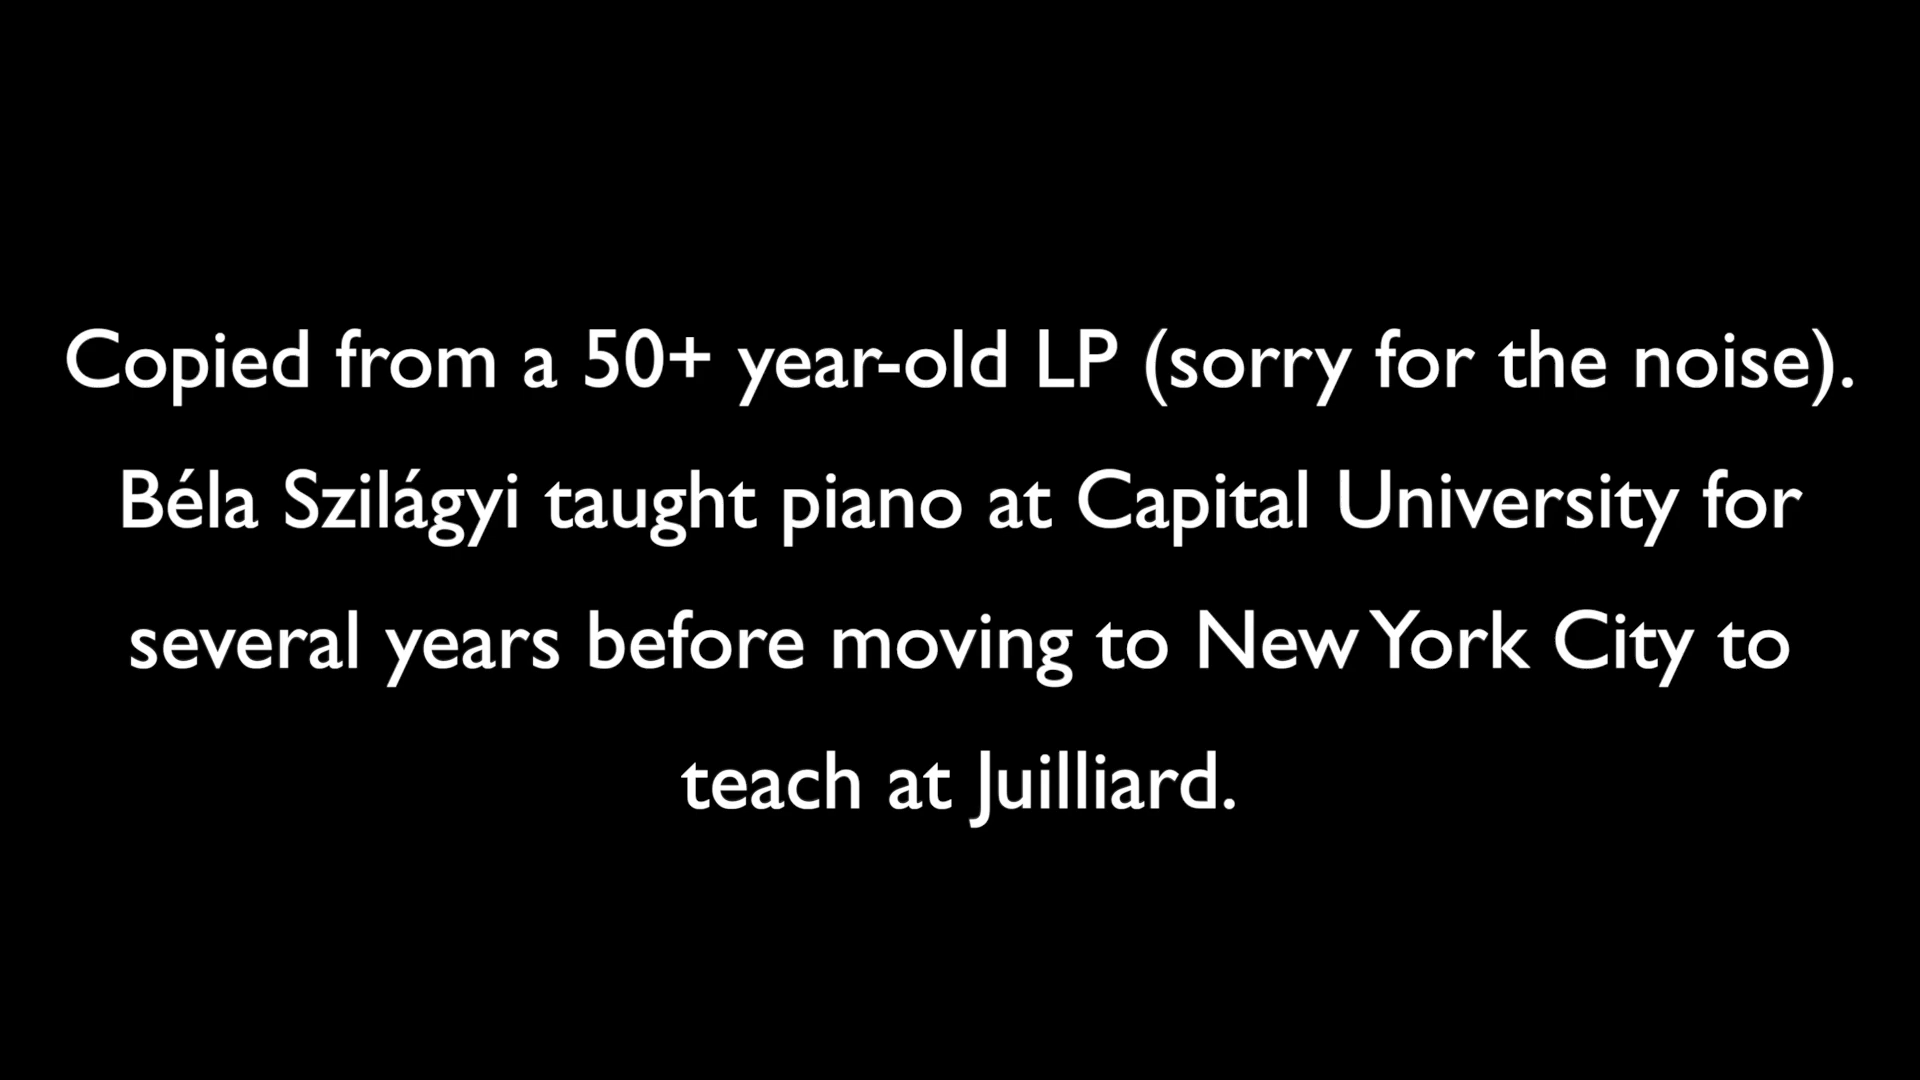 Copied from a 50+ year-old LP (sorry for the noise).
Béla Szilágyi taught piano at Capital University for
several years before moving to New York City to
teach at Juilliard.